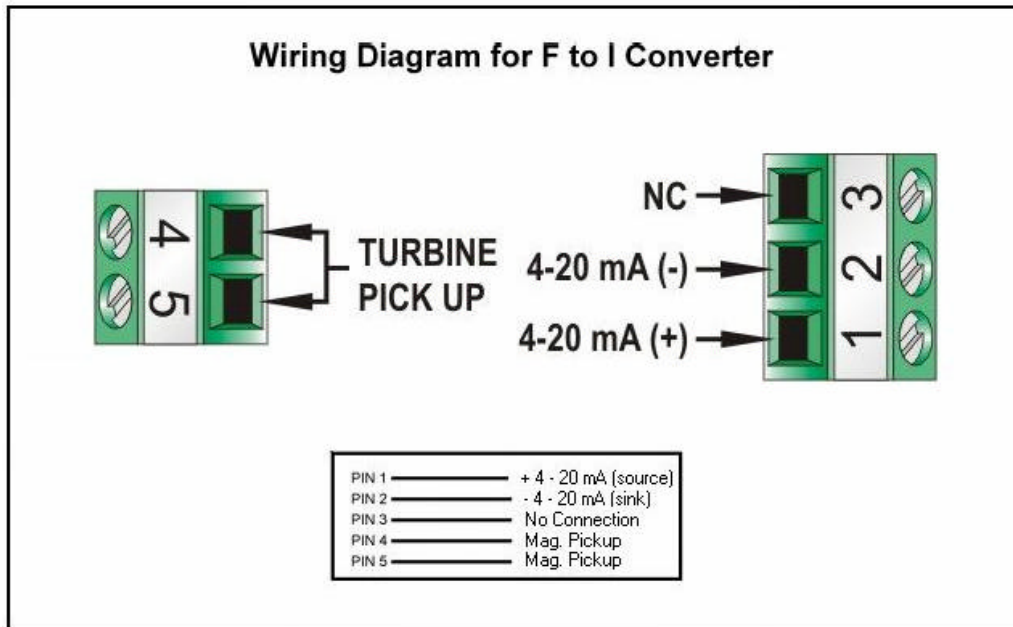 Wiring Diagram for F to I Converter
4
5
TURBINE
PICK UP
NC
4-20 mA (-)
4-20 mA (+)
3
2
1
PIN 1 + 4 - 20 mA (source)
PIN 2 - 4 - 20 mA (sink)
PIN 3 No Connection
PIN 4 Mag. Pickup
PIN 5 Mag. Pickup